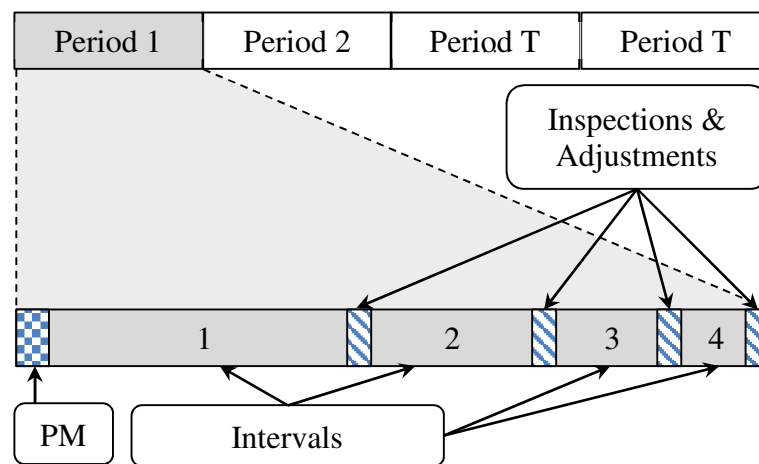 Period 1 Period 2 Period T Period T
Inspections &
Adjustments
1 2 3 4
PM Intervals